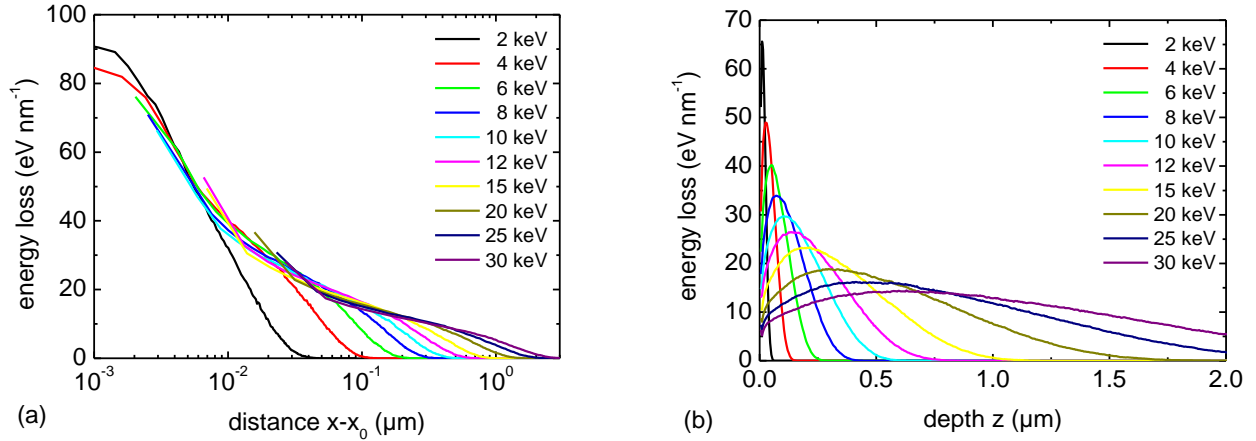 energy loss (eV nm⁻¹)
100
80
60
40
20
0
10⁻³
10⁻²
10⁻¹
10⁰
distance x-x₀ (µm)
2 keV
4 keV
6 keV
8 keV
10 keV
12 keV
15 keV
20 keV
25 keV
30 keV
(a)
energy loss (eV nm⁻¹)
70
60
50
40
30
20
10
0
0.0
0.5
1.0
1.5
2.0
depth z (µm)
2 keV
4 keV
6 keV
8 keV
10 keV
12 keV
15 keV
20 keV
25 keV
30 keV
(b)